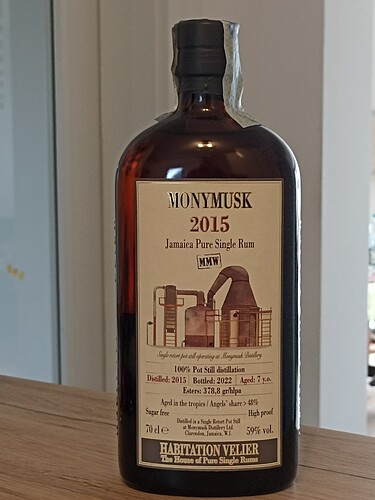 MONYMUSK
2015
Jamaica Pure Single Rum
MMW
Single retort pot still operating at Monymusk Distillery
100% Pot Still distillation
Distilled: 2015 | Bottled: 2022 | Aged: 7 y.o.
Esters: 378,8 gr/hlpa
Aged in the tropics / Angels' share > 48%
Sugar free High proof
Distilled in a Single Retort Pot Still
at Monymusk Distillery Ltd.
Clarendon, Jamaica, W.I.
70 cl ℮ 59% vol.
HABITATION VELIER
The House of Pure Single Rums